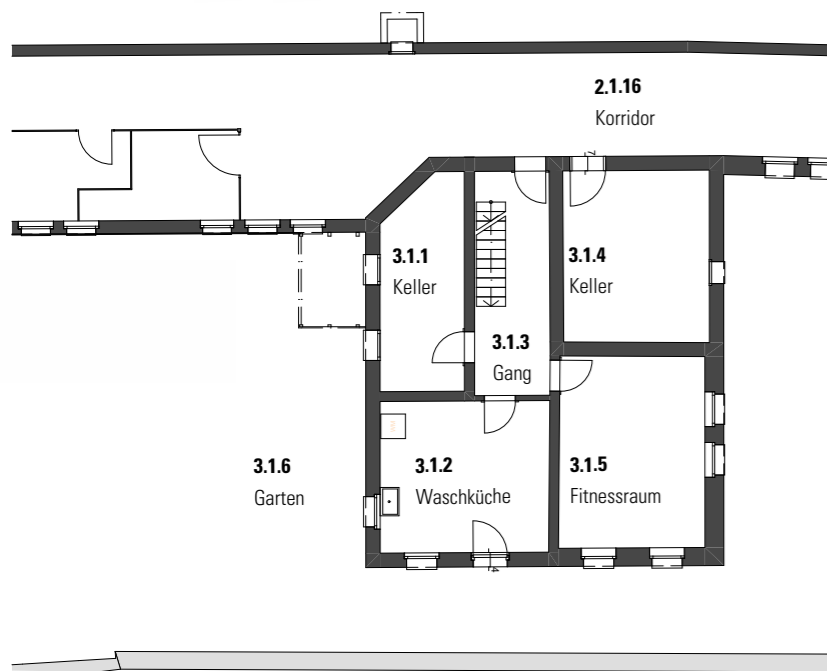 2.1.16
Korridor
3.1.1
Keller
3.1.4
Keller
3.1.3
Gang
3.1.6
Garten
3.1.2
Waschküche
3.1.5
Fitnessraum